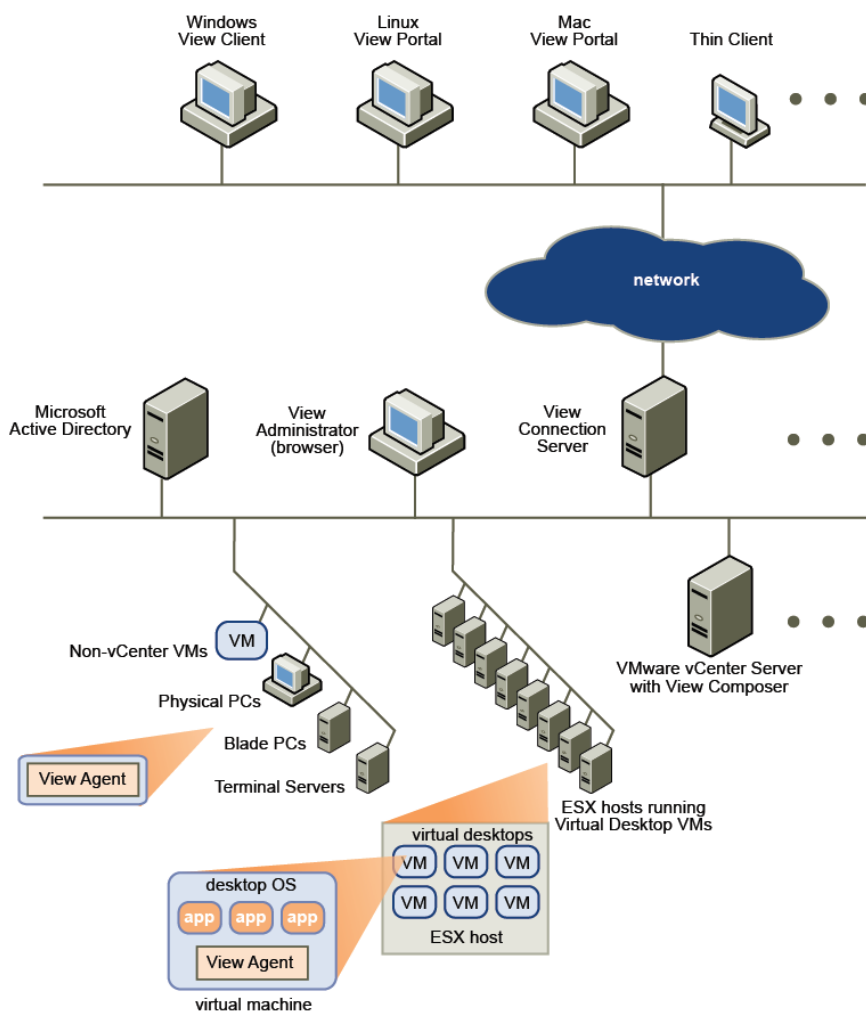 Windows
View Client
Linux
View Portal
Mac
View Portal
Thin Client
network
Microsoft
Active Directory
View
Administrator
(browser)
View
Connection
Server
Non-vCenter VMs
VM
Physical PCs
Blade PCs
Terminal Servers
View Agent
VMware vCenter Server
with View Composer
ESX hosts running
Virtual Desktop VMs
virtual desktops
VM VM VM
VM VM VM
ESX host
desktop OS
app app app
View Agent
virtual machine